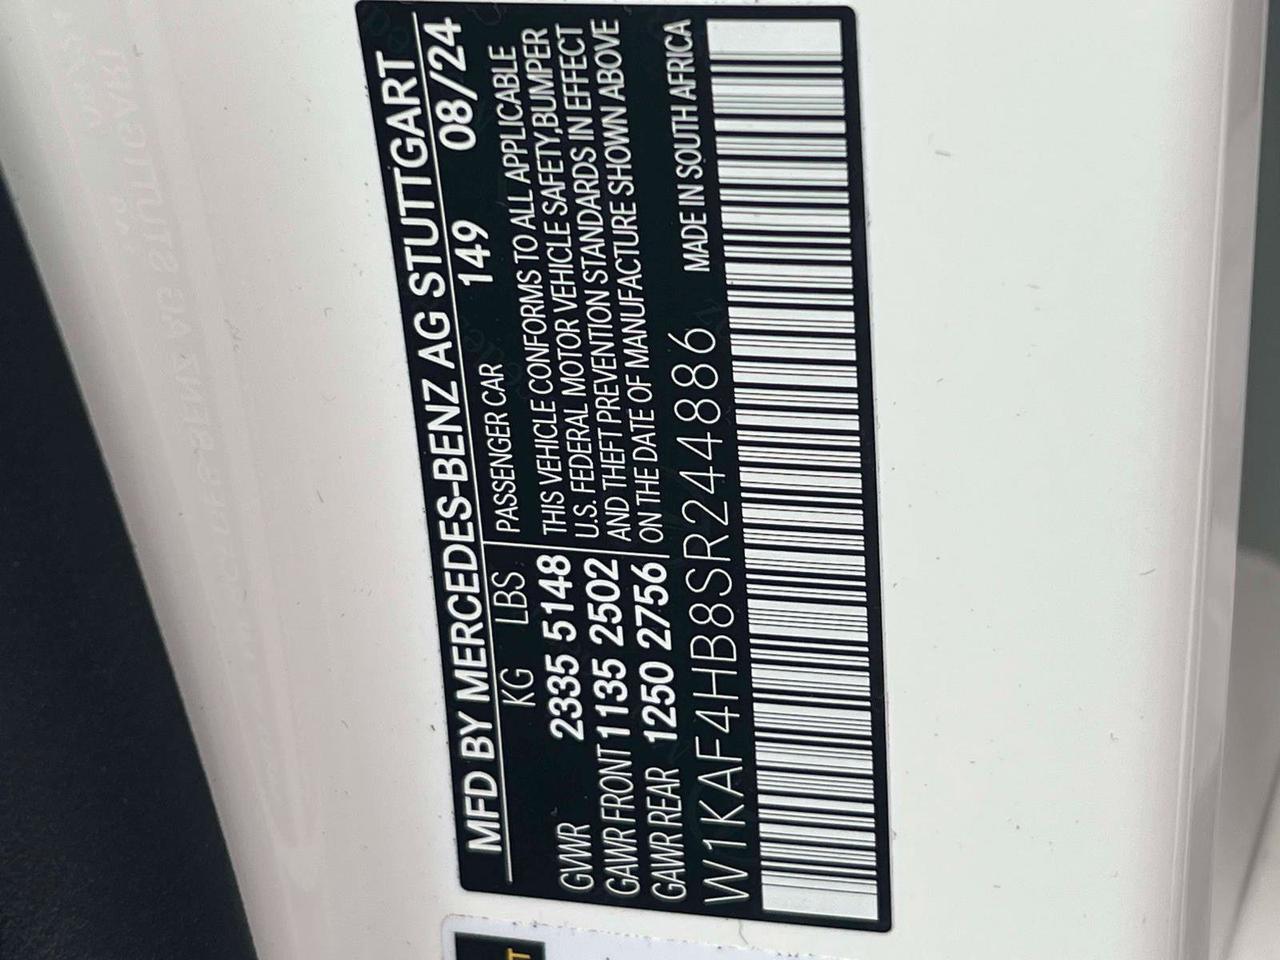 MFD BY MERCEDES-BENZ AG STUTTGART
KG LBS PASSENGER CAR 149 08/24
GVWR 2335 5148 THIS VEHICLE CONFORMS TO ALL APPLICABLE
U.S. FEDERAL MOTOR VEHICLE SAFETY,BUMPER
GAWR FRONT 1135 2502 AND THEFT PREVENTION STANDARDS IN EFFECT
GAWR REAR 1250 2756 ON THE DATE OF MANUFACTURE SHOWN ABOVE
W1KAF4HB8SR244886 MADE IN SOUTH AFRICA